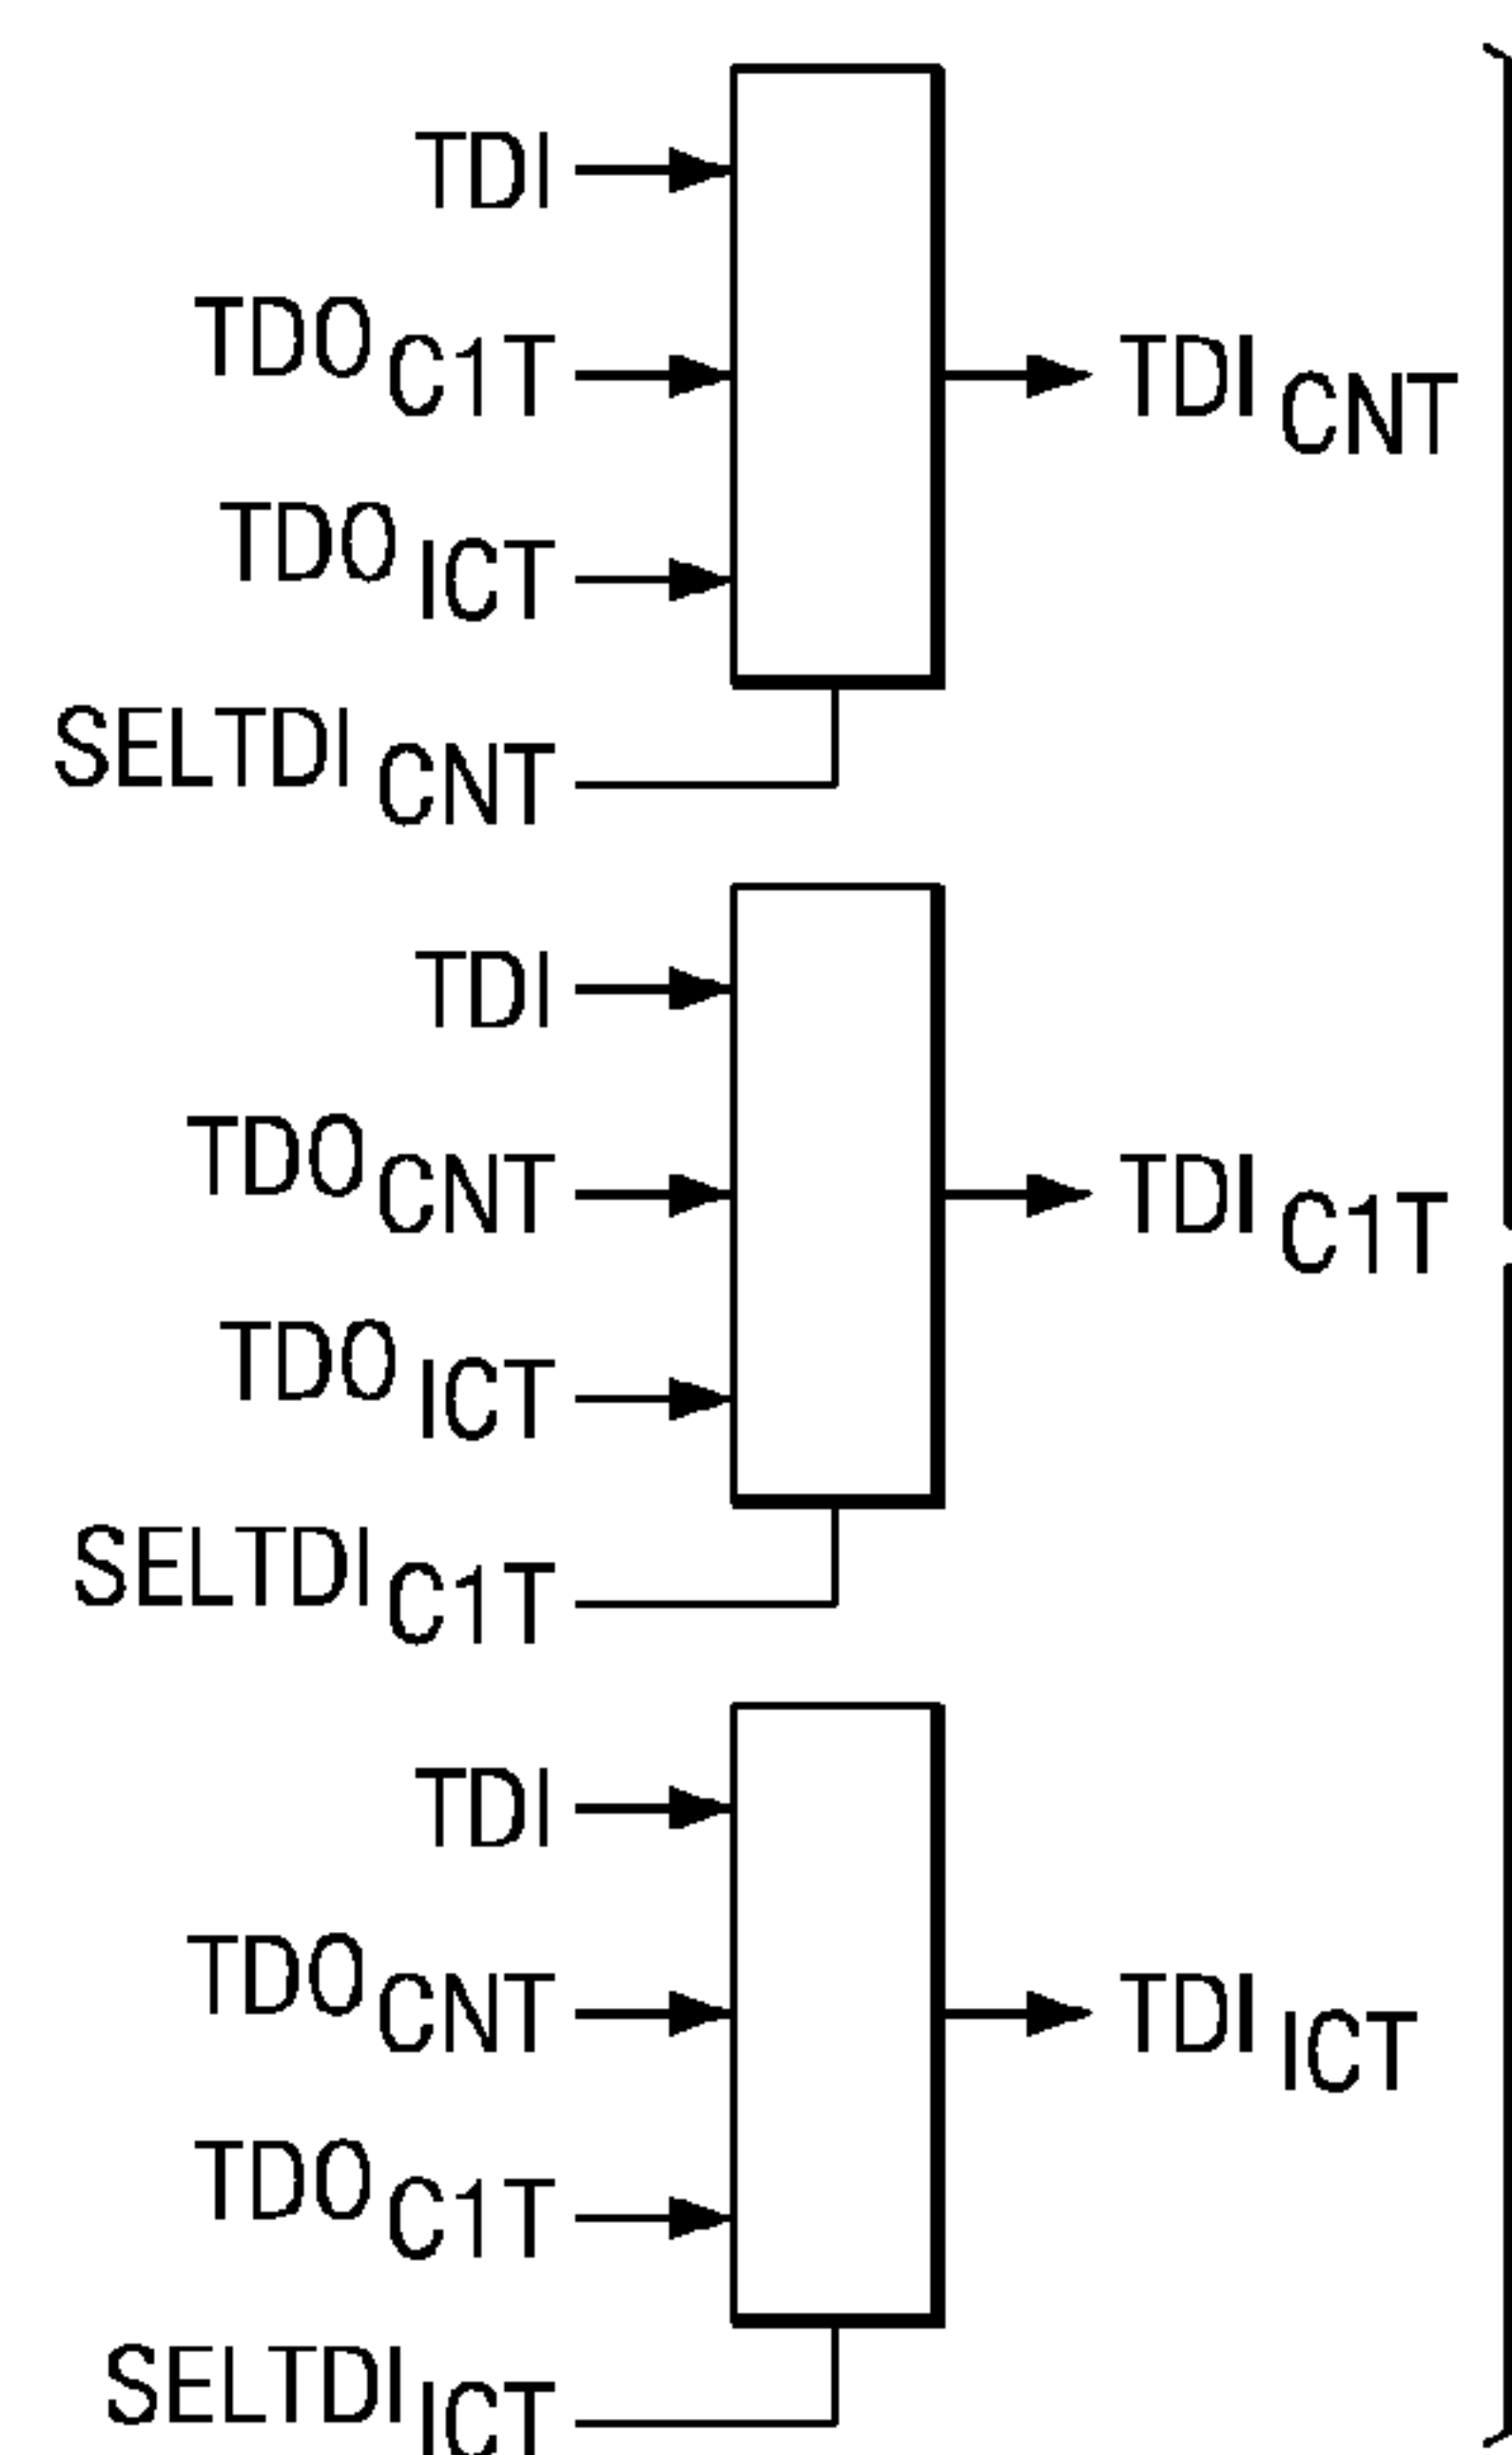 TDI
TDO C1T
TDI CNT
TDO ICT
SELTDI CNT
TDI
TDO CNT
TDI C1T
TDO ICT
SELTDI C1T
TDI
TDO CNT
TDI ICT
TDO C1T
SELTDI ICT